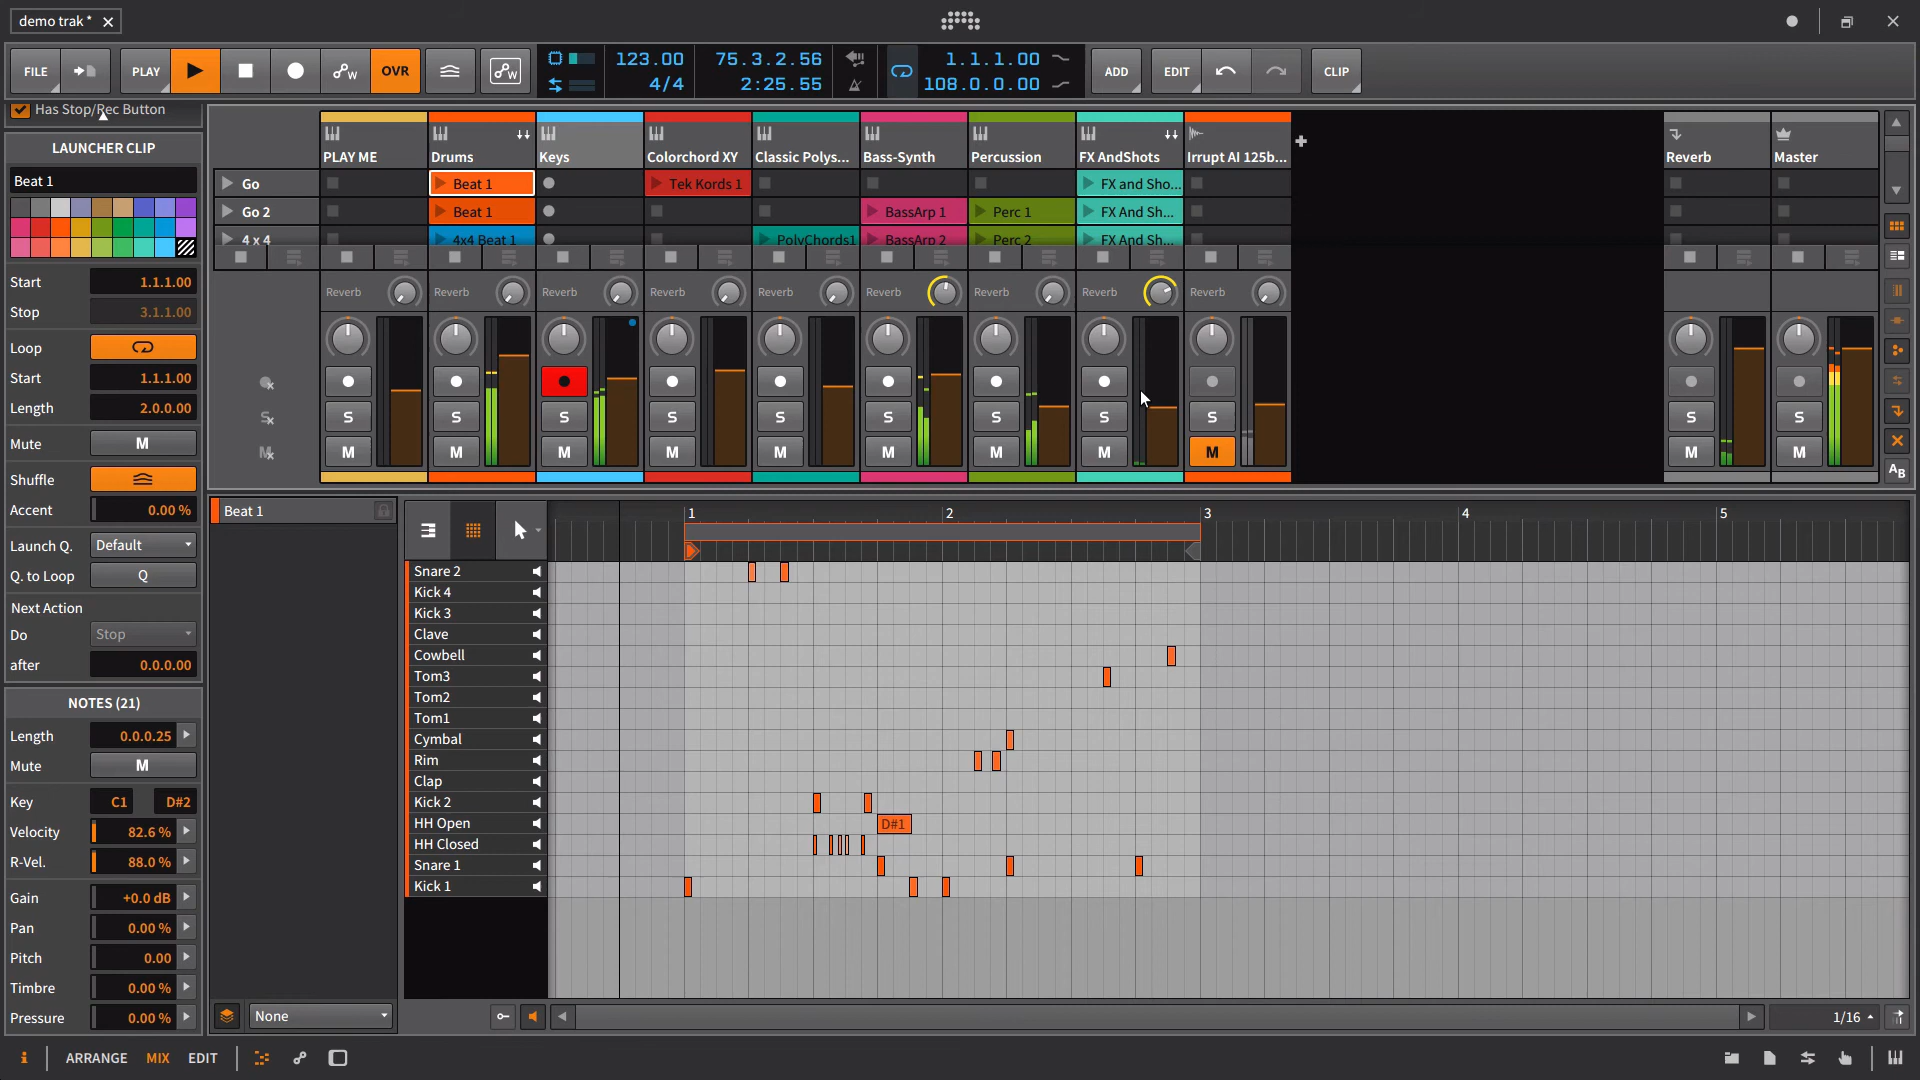 demo trak *
FILE PLAY OVR 123.00 75.3.2.56 1.1.1.00 ADD EDIT CLIP
4/4 2:25.55 108.0.0.00
Has Stop/Rec Button
LAUNCHER CLIP
Beat 1
Start 1.1.1.00
Stop 3.1.1.00
Loop
Start 1.1.1.00
Length 2.0.0.00
Mute M
Shuffle
Accent 0.00 %
Launch Q. Default
Q. to Loop Q
Next Action
Do Stop
after 0.0.0.00
NOTES (21)
Length 0.0.0.25
Mute M
Key C1 D#2
Velocity 82.6 %
R-Vel. 88.0 %
Gain +0.0 dB
Pan 0.00 %
Pitch 0.00
Timbre 0.00 %
Pressure 0.00 %
PLAY ME Drums Keys Colorchord XY Classic Polys... Bass-Synth Percussion FX AndShots Irrupt AI 125b... Reverb Master
Go Beat 1 Tek Kords 1 FX and Sho...
Go 2 Beat 1 BassArp 1 Perc 1 FX And Sh...
4 x 4 4x4 Beat 1 PolyChords1 BassArp 2 Perc 2 FX And Sh...
Reverb Reverb Reverb Reverb Reverb Reverb Reverb Reverb Reverb
S S S S S S S S S S S S
M M M M M M M M M M M M
AB
Beat 1
1 2 3 4 5
Snare 2
Kick 4
Kick 3
Clave
Cowbell
Tom3
Tom2
Tom1
Cymbal
Rim
Clap
Kick 2
HH Open D#1
HH Closed
Snare 1
Kick 1
None 1/16
i ARRANGE MIX EDIT